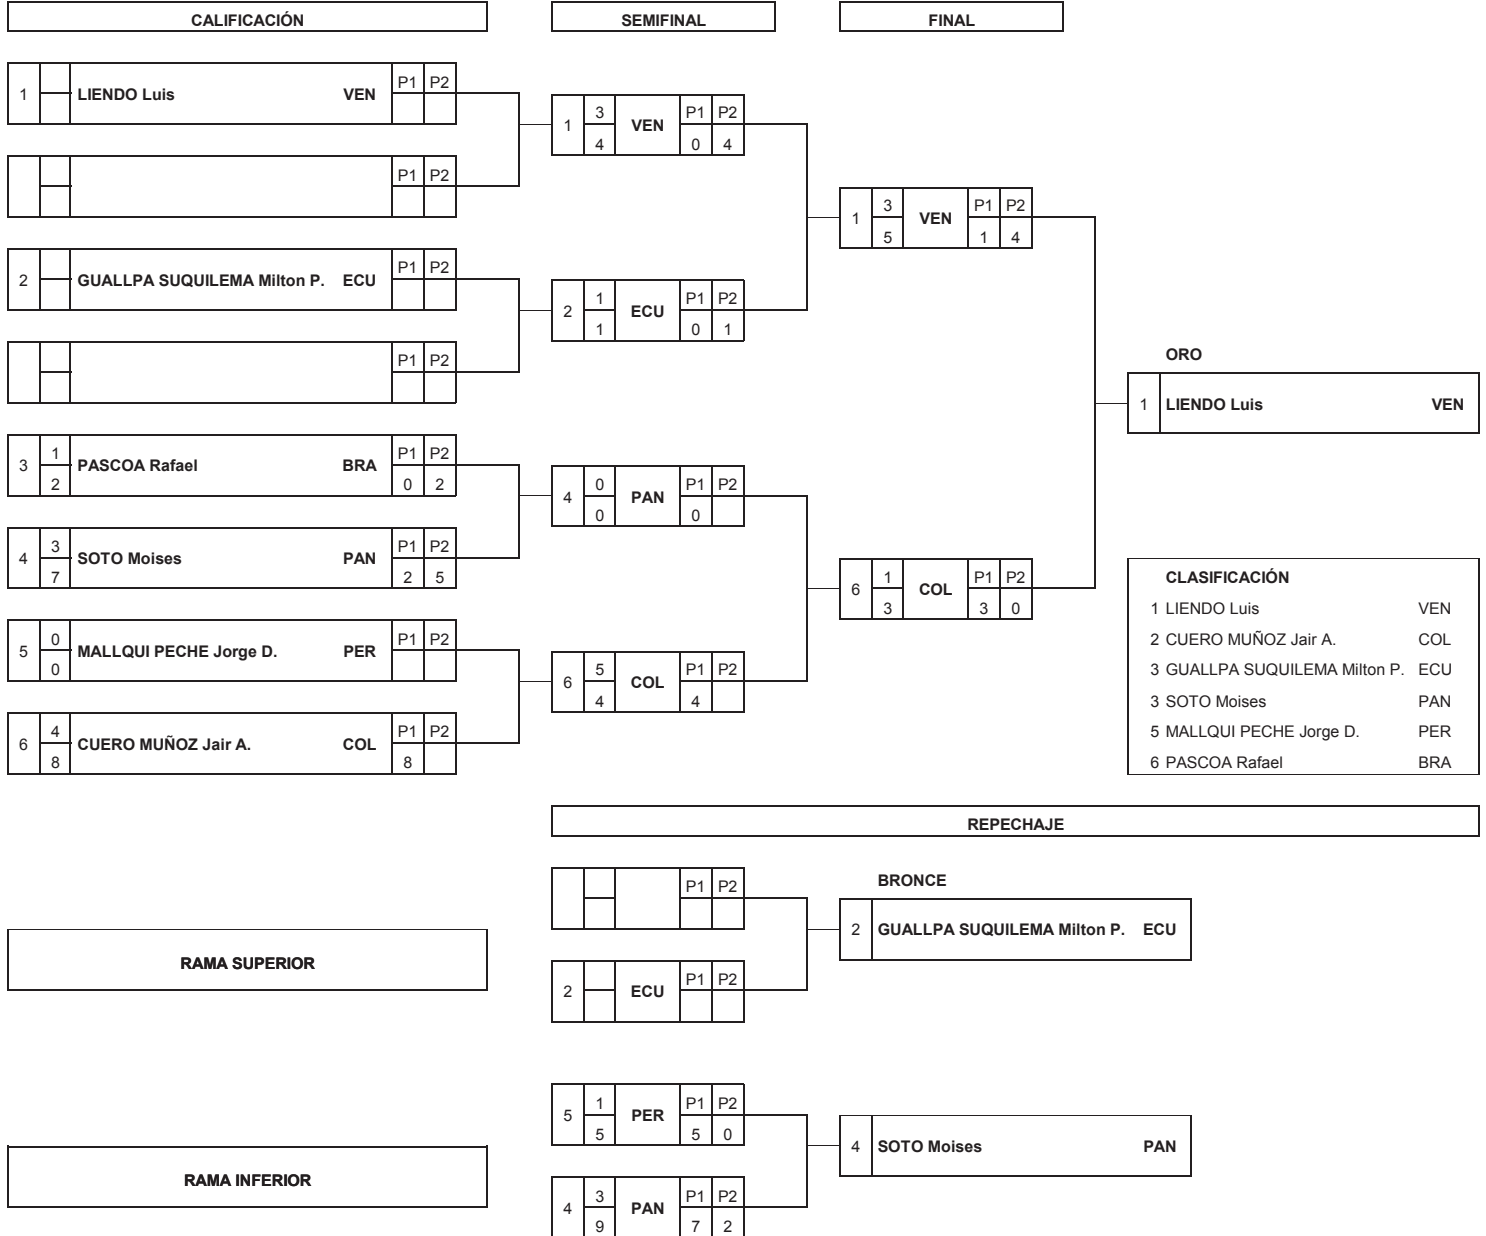 CALIFICACIÓN
SEMIFINAL
FINAL
1 LIENDO Luis VEN P1 P2
P1 P2
2 GUALLPA SUQUILEMA Milton P. ECU P1 P2
P1 P2
3 1 PASCOA Rafael BRA P1 P2
2 0 2
4 3 SOTO Moises PAN P1 P2
7 2 5
5 0 MALLQUI PECHE Jorge D. PER P1 P2
0
6 4 CUERO MUÑOZ Jair A. COL P1 P2
8 8
1 3 VEN P1 P2
4 0 4
2 1 ECU P1 P2
1 0 1
4 0 PAN P1 P2
0 0
6 5 COL P1 P2
4 4
1 3 VEN P1 P2
5 1 4
6 1 COL P1 P2
3 3 0
ORO
1 LIENDO Luis VEN
CLASIFICACIÓN
1 LIENDO Luis VEN
2 CUERO MUÑOZ Jair A. COL
3 GUALLPA SUQUILEMA Milton P. ECU
3 SOTO Moises PAN
5 MALLQUI PECHE Jorge D. PER
6 PASCOA Rafael BRA
REPECHAJE
RAMA SUPERIOR
P1 P2
2 ECU P1 P2
BRONCE
2 GUALLPA SUQUILEMA Milton P. ECU
RAMA INFERIOR
5 1 PER P1 P2
5 5 0
4 3 PAN P1 P2
9 7 2
4 SOTO Moises PAN